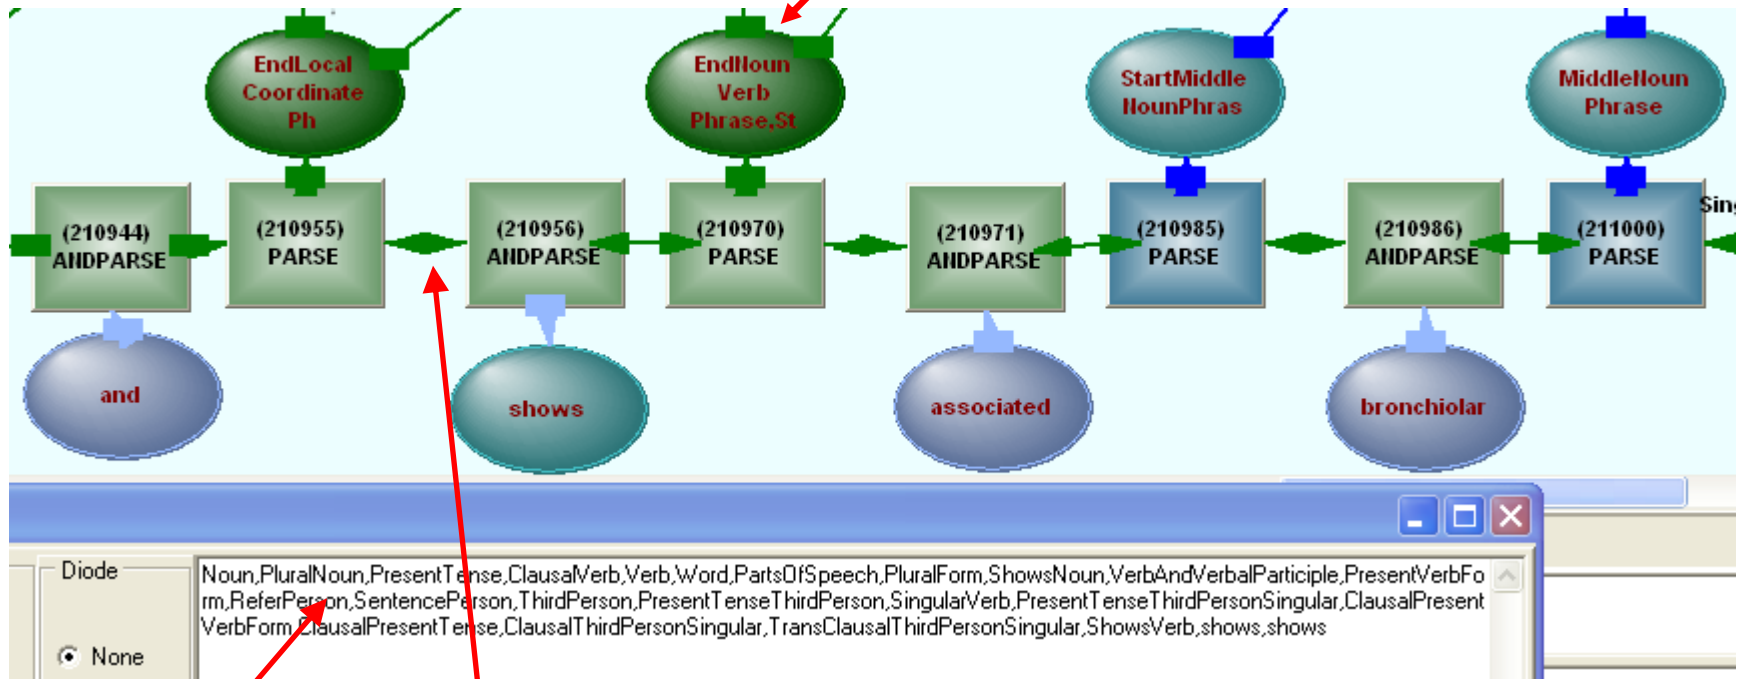 EndLocal
Coordinate
Ph
EndNoun
Verb
Phrase,St
StartMiddle
NounPhras
MiddleNoun
Phrase
(210944)
ANDPARSE
(210955)
PARSE
(210956)
ANDPARSE
(210970)
PARSE
(210971)
ANDPARSE
(210985)
PARSE
(210986)
ANDPARSE
(211000)
PARSE
Sing
and
shows
associated
bronchiolar
Diode
None
Noun,PluralNoun,PresentTense,ClausalVerb,Verb,Word,PartsOfSpeech,PluralForm,ShowsNoun,VerbAndVerbalParticiple,PresentVerbFo
rm,ReferPerson,SentencePerson,ThirdPerson,PresentTenseThirdPerson,SingularVerb,PresentTenseThirdPersonSingular,ClausalPresent
VerbForm,ClausalPresentTense,ClausalThirdPersonSingular,TransClausalThirdPersonSingular,ShowsVerb,shows,shows